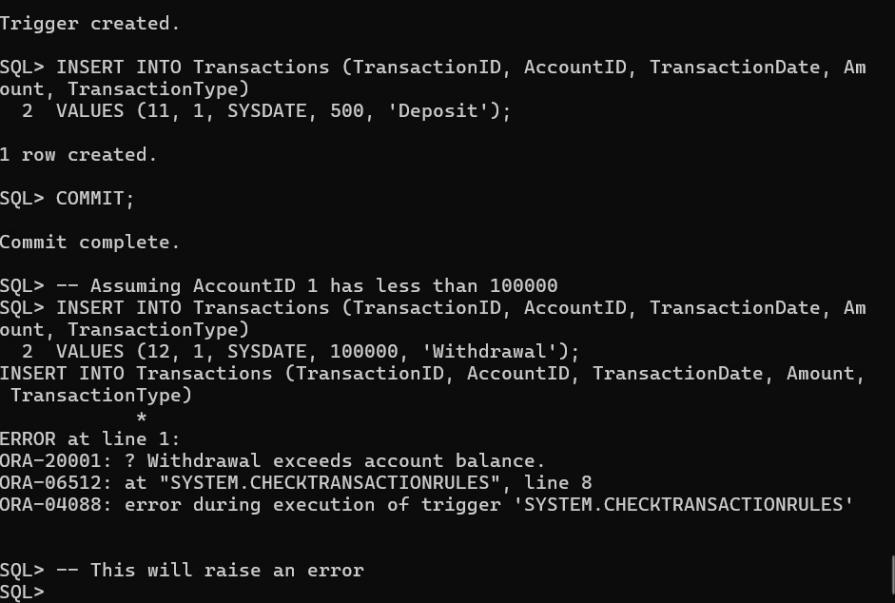 Trigger created.
SQL> INSERT INTO Transactions (TransactionID, AccountID, TransactionDate, Am
ount, TransactionType)
  2  VALUES (11, 1, SYSDATE, 500, 'Deposit');
1 row created.
SQL> COMMIT;
Commit complete.
SQL> -- Assuming AccountID 1 has less than 100000
SQL> INSERT INTO Transactions (TransactionID, AccountID, TransactionDate, Am
ount, TransactionType)
  2  VALUES (12, 1, SYSDATE, 100000, 'Withdrawal');
INSERT INTO Transactions (TransactionID, AccountID, TransactionDate, Amount,
 TransactionType)
            *
ERROR at line 1:
ORA-20001: ? Withdrawal exceeds account balance.
ORA-06512: at "SYSTEM.CHECKTRANSACTIONRULES", line 8
ORA-04088: error during execution of trigger 'SYSTEM.CHECKTRANSACTIONRULES'
SQL> -- This will raise an error
SQL>